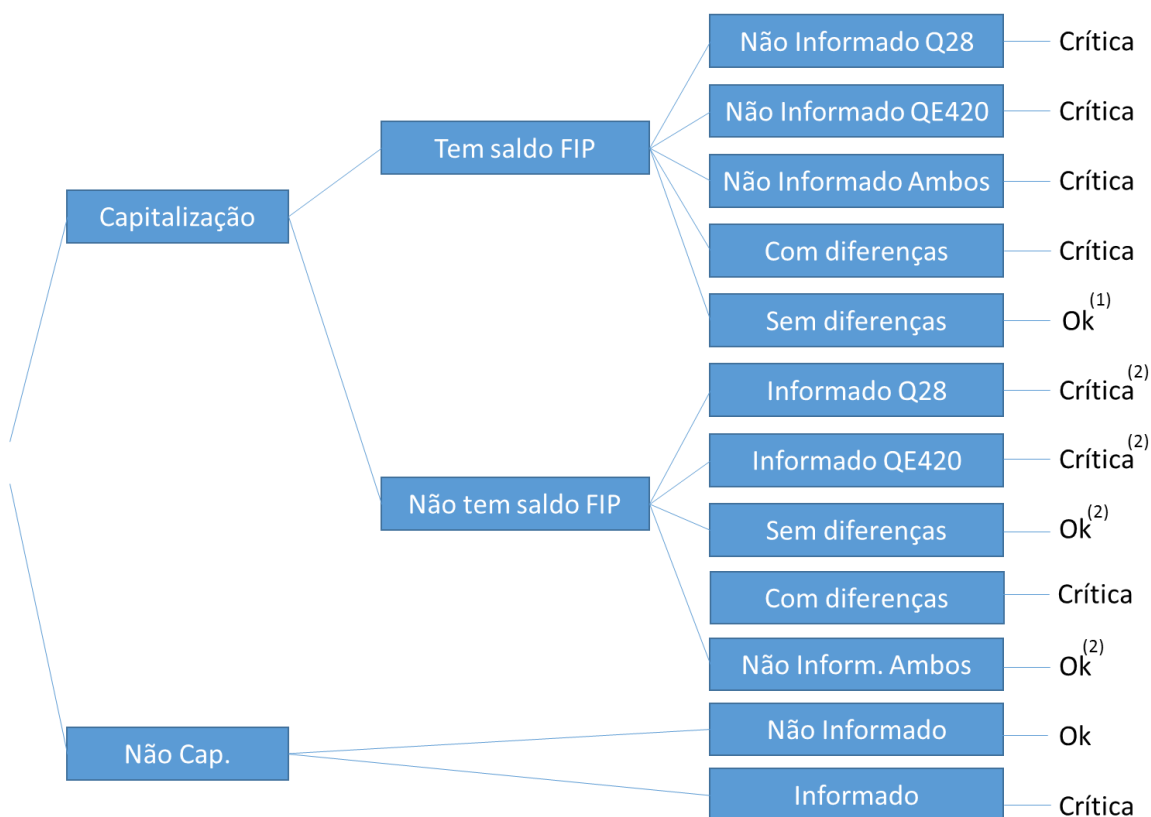 Capitalização
Tem saldo FIP
Não Informado Q28
Crítica
Não Informado QE420
Crítica
Não Informado Ambos
Crítica
Com diferenças
Crítica
Sem diferenças
Ok(1)
Não tem saldo FIP
Informado Q28
Crítica(2)
Informado QE420
Crítica(2)
Sem diferenças
Ok(2)
Com diferenças
Crítica
Não Inform. Ambos
Ok(2)
Não Cap.
Não Informado
Ok
Informado
Crítica